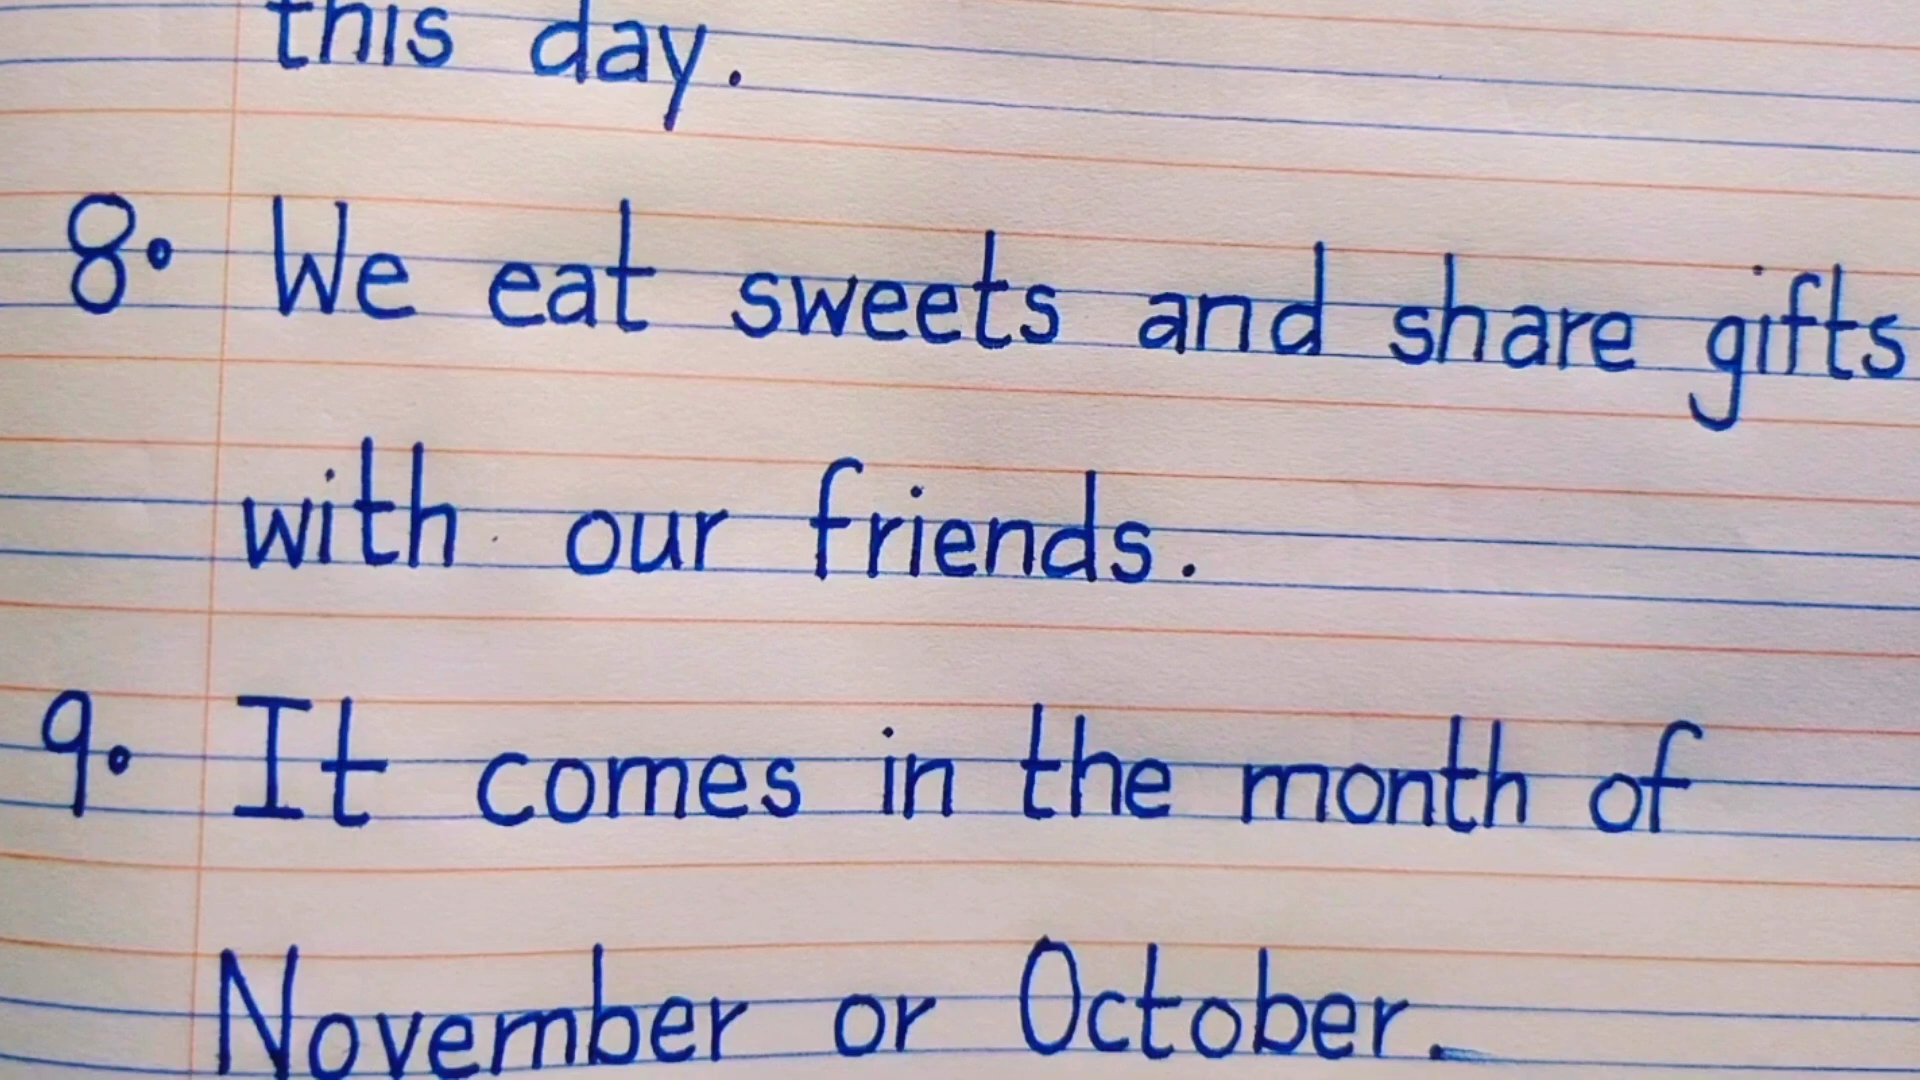 this day.
8. We eat sweets and share gifts
with our friends.
9. It comes in the month of
November or October.